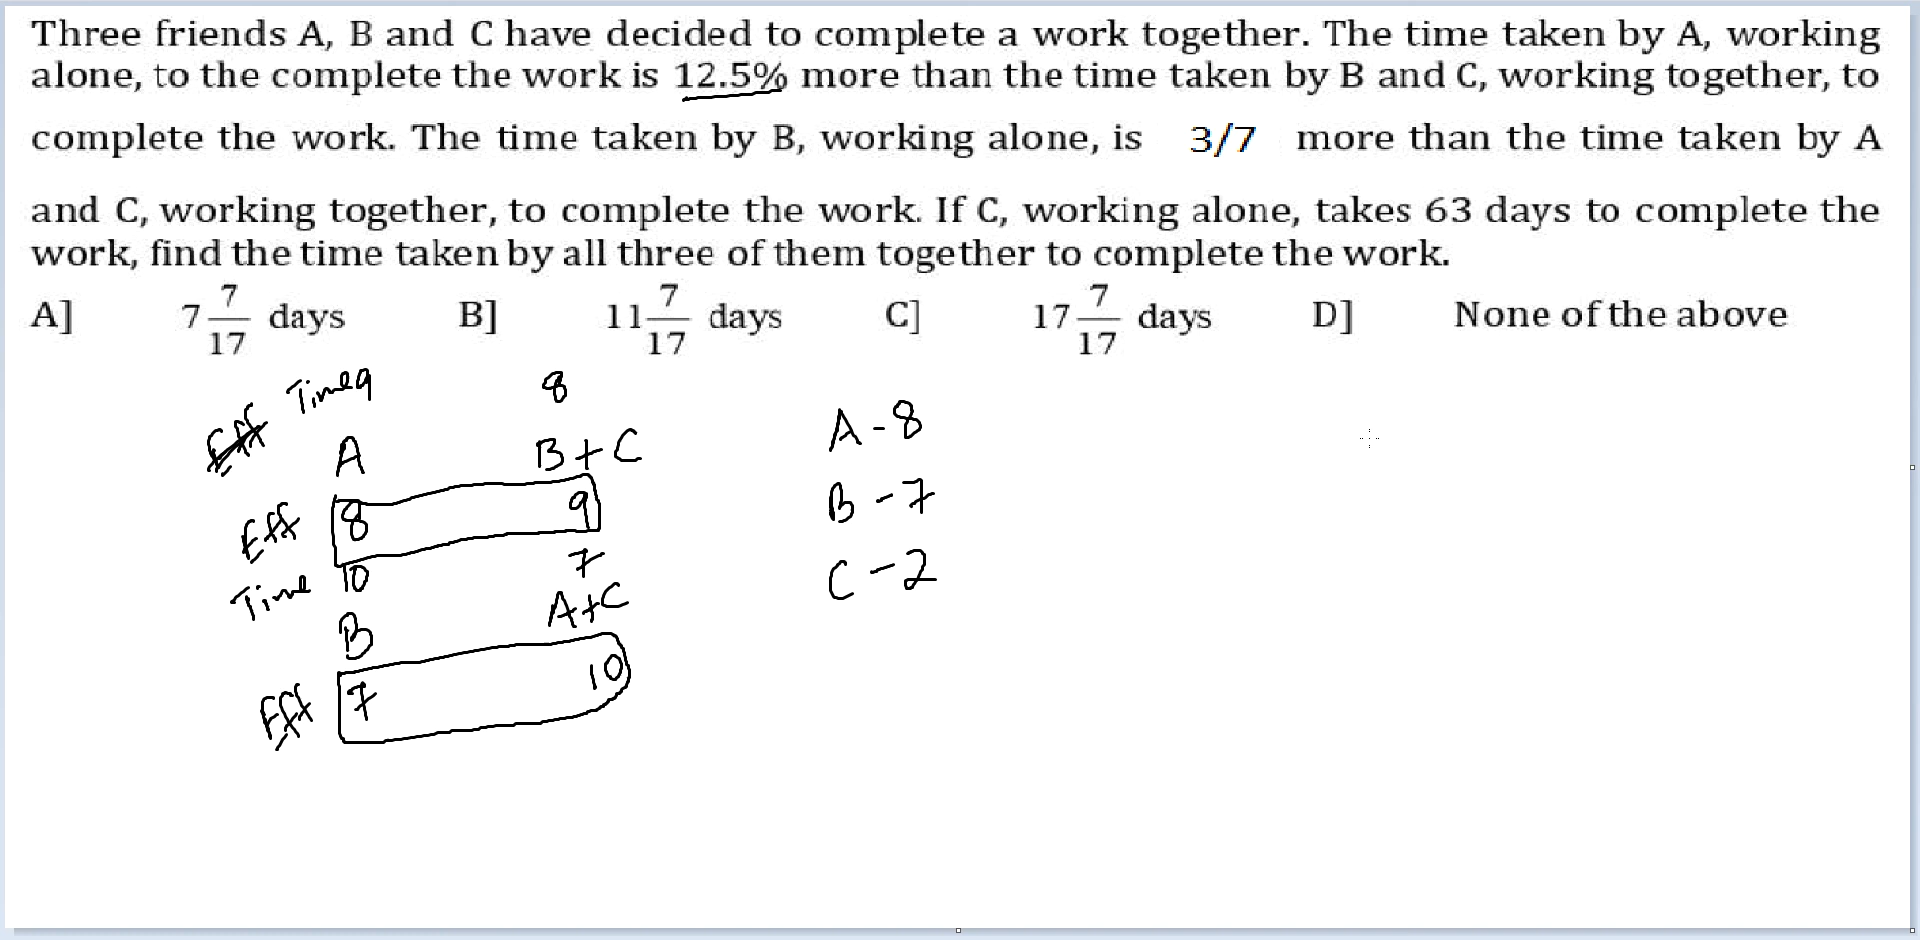 Three friends A, B and C have decided to complete a work together. The time taken by A, working
alone, to the complete the work is 12.5% more than the time taken by B and C, working together, to
complete the work. The time taken by B, working alone, is 3/7 more than the time taken by A
and C, working together, to complete the work. If C, working alone, takes 63 days to complete the
work, find the time taken by all three of them together to complete the work.
A] 7 7/17 days B] 11 7/17 days C] 17 7/17 days D] None of the above
Eff Time 9 8
A B+C
Eff 8 9
Time 10 7
B A+C
Eff 7 10
A-8
B-7
C-2